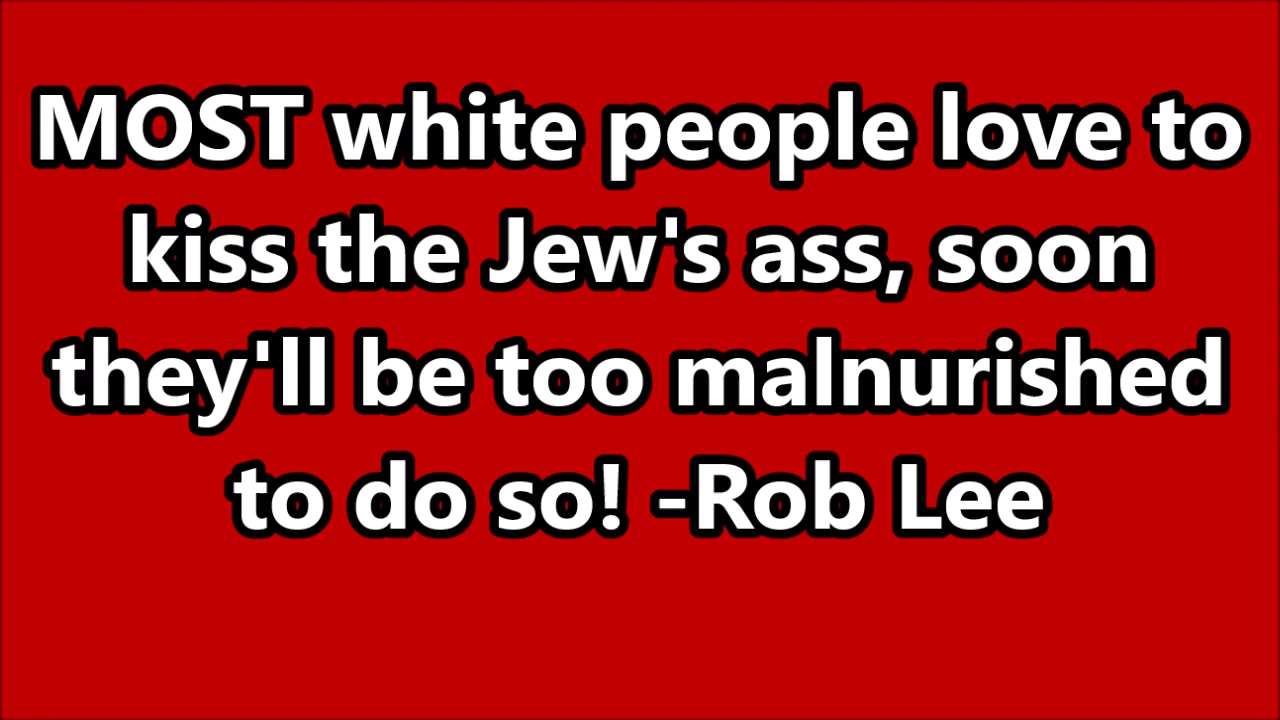 MOST white people love to
kiss the Jew's ass, soon
they'll be too malnurished
to do so! -Rob Lee